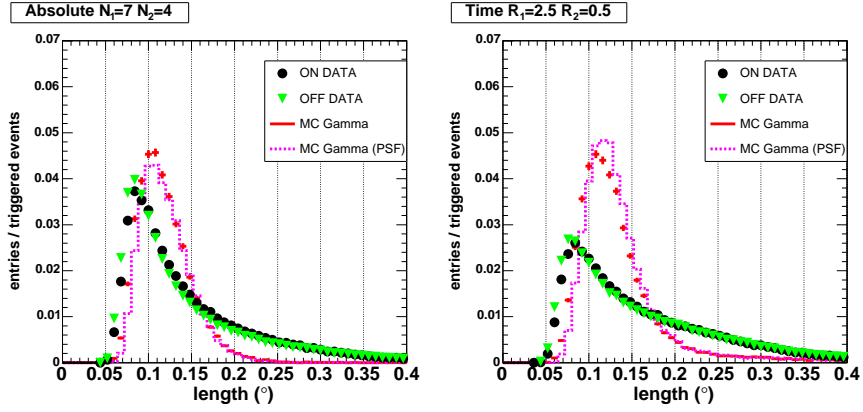 Absolute N₁=7 N₂=4
entries / triggered events
0.07
0.06
0.05
0.04
0.03
0.02
0.01
0
ON DATA
OFF DATA
MC Gamma
MC Gamma (PSF)
0 0.05 0.1 0.15 0.2 0.25 0.3 0.35 0.4
length (°)
Time R₁=2.5 R₂=0.5
entries / triggered events
0.07
0.06
0.05
0.04
0.03
0.02
0.01
0
ON DATA
OFF DATA
MC Gamma
MC Gamma (PSF)
0 0.05 0.1 0.15 0.2 0.25 0.3 0.35 0.4
length (°)